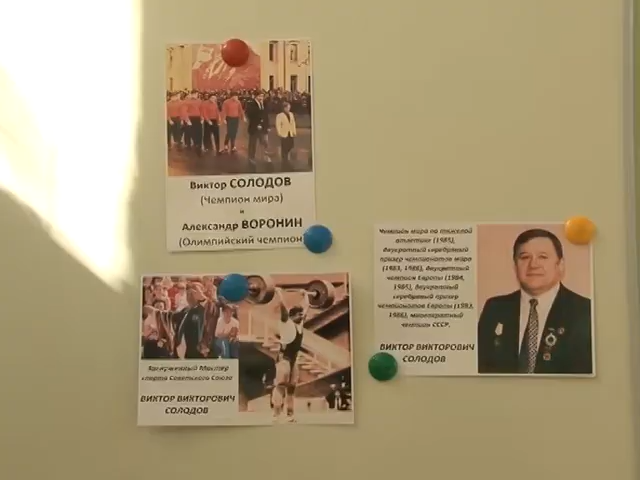 Виктор СОЛОДОВ
(Чемпион мира)
и
Александр ВОРОНИН
(Олимпийский чемпион
Чемпион мира по тяжелой
атлетике (1985),
двукратный серебряный
призер чемпионатов мира
(1983, 1986), двукратный
чемпион Европы (1984,
1985), двукратный
серебряный призер
чемпионатов Европы (1983,
1986), многократный
чемпион СССР.
ВИКТОР ВИКТОРОВИЧ
СОЛОДОВ
Заслуженный Мастер
спорта Советского Союза
ВИКТОР ВИКТОРОВИЧ
СОЛОДОВ